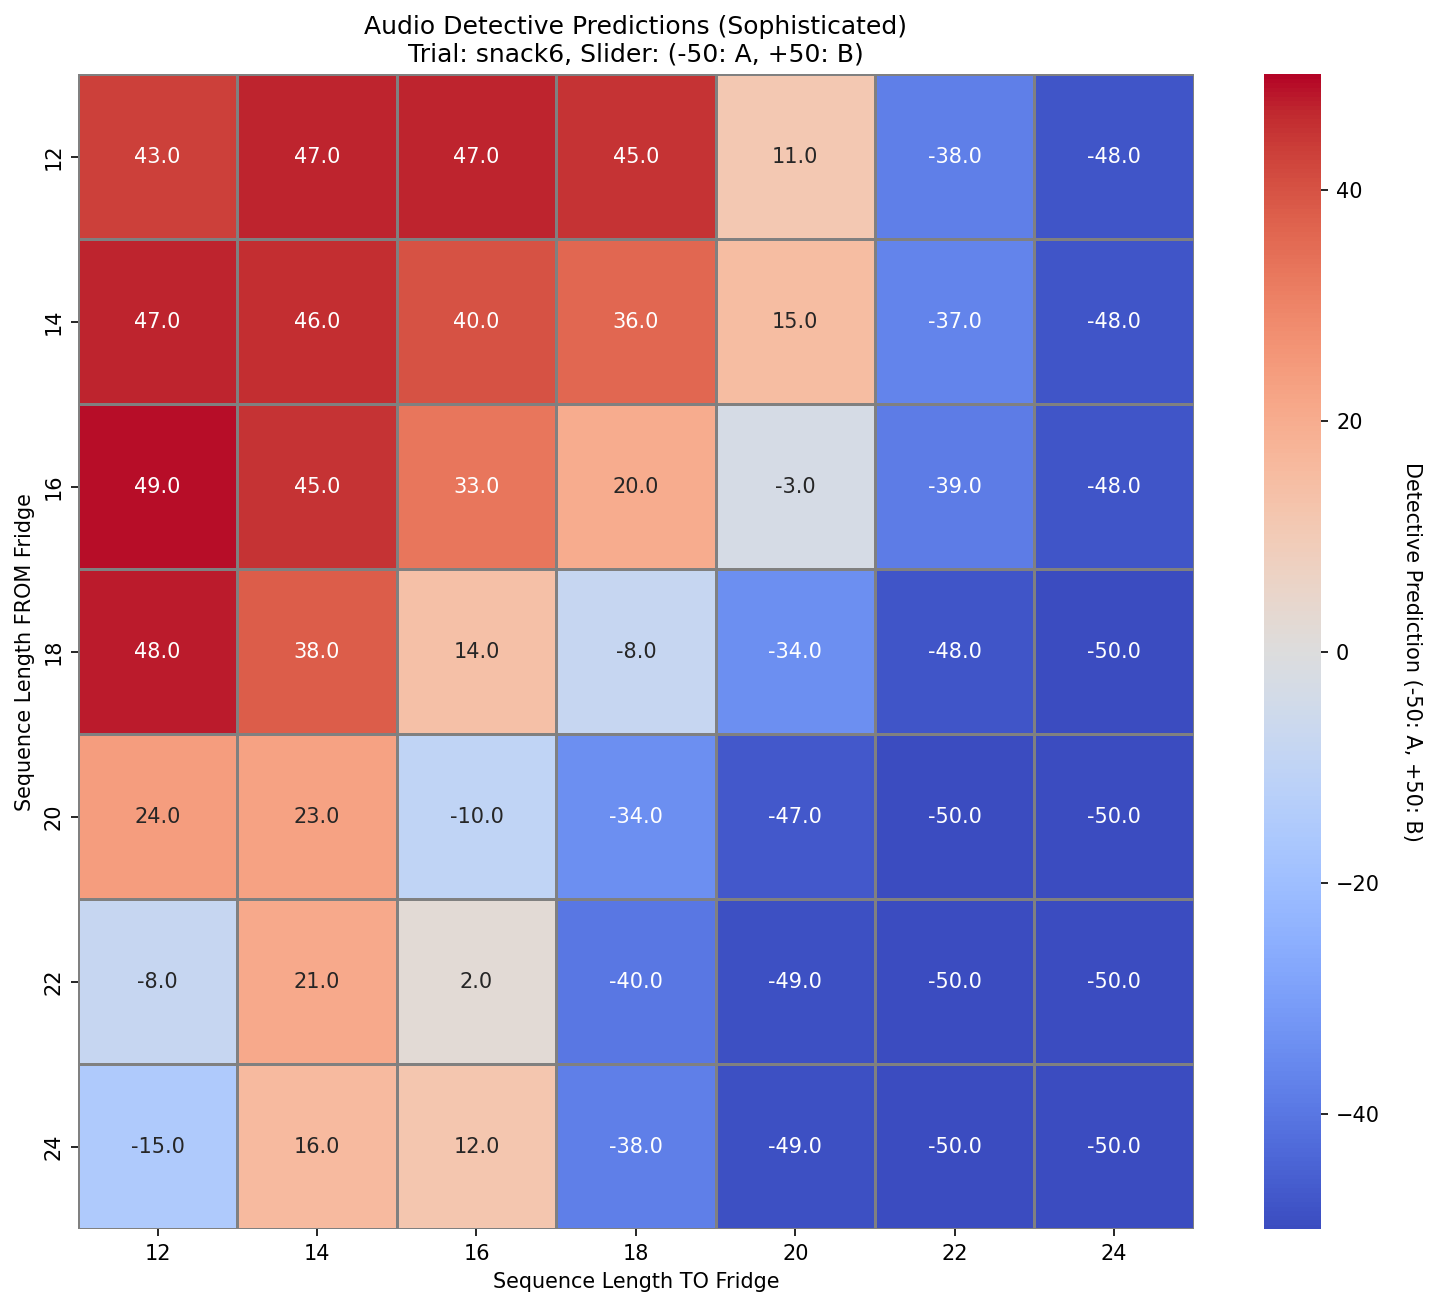 Audio Detective Predictions (Sophisticated)
Trial: snack6, Slider: (-50: A, +50: B)
Sequence Length FROM Fridge
12 43.0 47.0 47.0 45.0 11.0 -38.0 -48.0
14 47.0 46.0 40.0 36.0 15.0 -37.0 -48.0
16 49.0 45.0 33.0 20.0 -3.0 -39.0 -48.0
18 48.0 38.0 14.0 -8.0 -34.0 -48.0 -50.0
20 24.0 23.0 -10.0 -34.0 -47.0 -50.0 -50.0
22 -8.0 21.0 2.0 -40.0 -49.0 -50.0 -50.0
24 -15.0 16.0 12.0 -38.0 -49.0 -50.0 -50.0
12 14 16 18 20 22 24
Sequence Length TO Fridge
40
20
0
−20
−40
Detective Prediction (-50: A, +50: B)